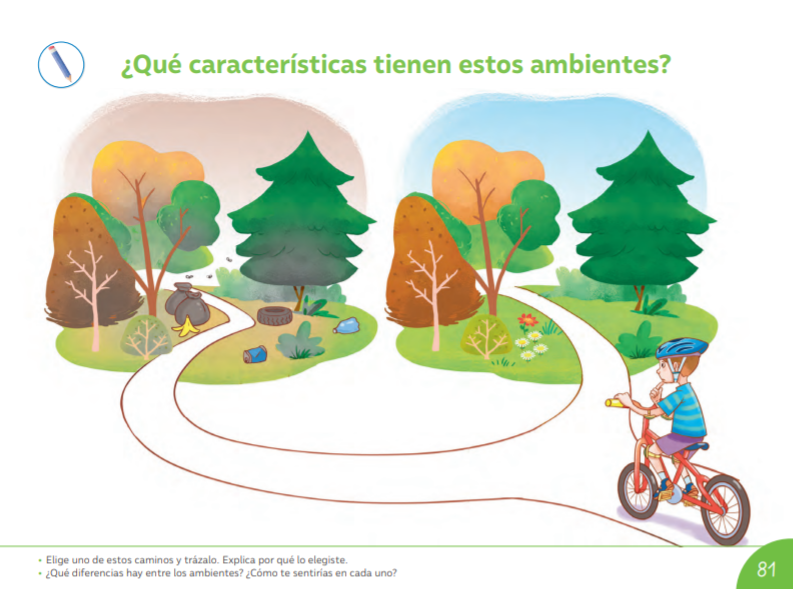 ¿Qué características tienen estos ambientes?
• Elige uno de estos caminos y trázalo. Explica por qué lo elegiste.
• ¿Qué diferencias hay entre los ambientes? ¿Cómo te sentirías en cada uno?
81